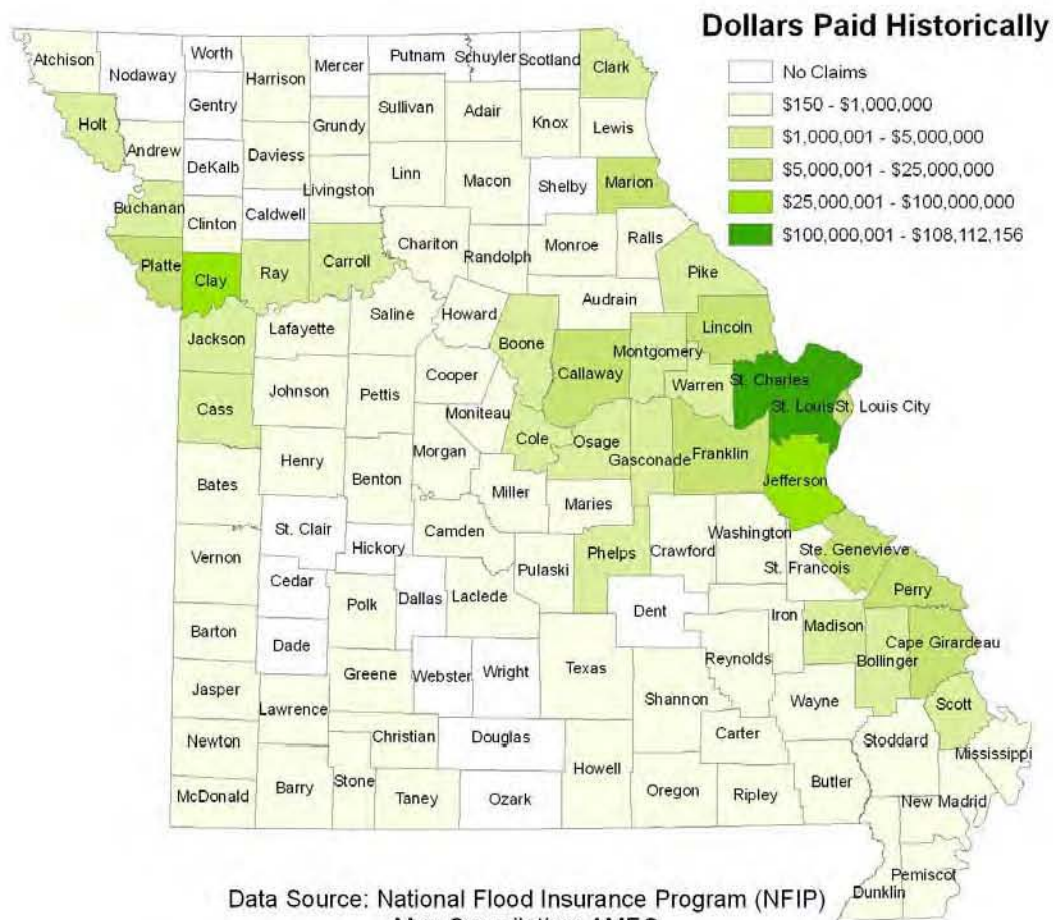 Dollars Paid Historically
No Claims
$150 - $1,000,000
$1,000,001 - $5,000,000
$5,000,001 - $25,000,000
$25,000,001 - $100,000,000
$100,000,001 - $108,112,156
Atchison
Nodaway
Worth
Gentry
Harrison
Mercer
Putnam
Schuyler
Scotland
Clark
Holt
Andrew
DeKalb
Daviess
Grundy
Sullivan
Adair
Knox
Lewis
Buchanan
Clinton
Caldwell
Livingston
Linn
Macon
Shelby
Marion
Platte
Clay
Ray
Carroll
Chariton
Randolph
Monroe
Ralls
Pike
Audrain
Jackson
Lafayette
Saline
Howard
Boone
Callaway
Montgomery
Lincoln
Warren
St. Charles
St. Louis
St. Louis City
Cass
Johnson
Pettis
Cooper
Moniteau
Cole
Osage
Gasconade
Franklin
Jefferson
Bates
Henry
Benton
Morgan
Miller
Maries
Camden
Vernon
St. Clair
Hickory
Pulaski
Phelps
Crawford
Washington
St. Francois
Ste. Genevieve
Perry
Cedar
Polk
Dallas
Laclede
Dent
Iron
Madison
Cape Girardeau
Bollinger
Barton
Dade
Greene
Webster
Wright
Texas
Reynolds
Shannon
Wayne
Scott
Jasper
Lawrence
Newton
Christian
Douglas
Howell
Carter
Stoddard
Mississippi
McDonald
Barry
Stone
Taney
Ozark
Oregon
Ripley
Butler
New Madrid
Pemiscot
Dunklin
Data Source: National Flood Insurance Program (NFIP)